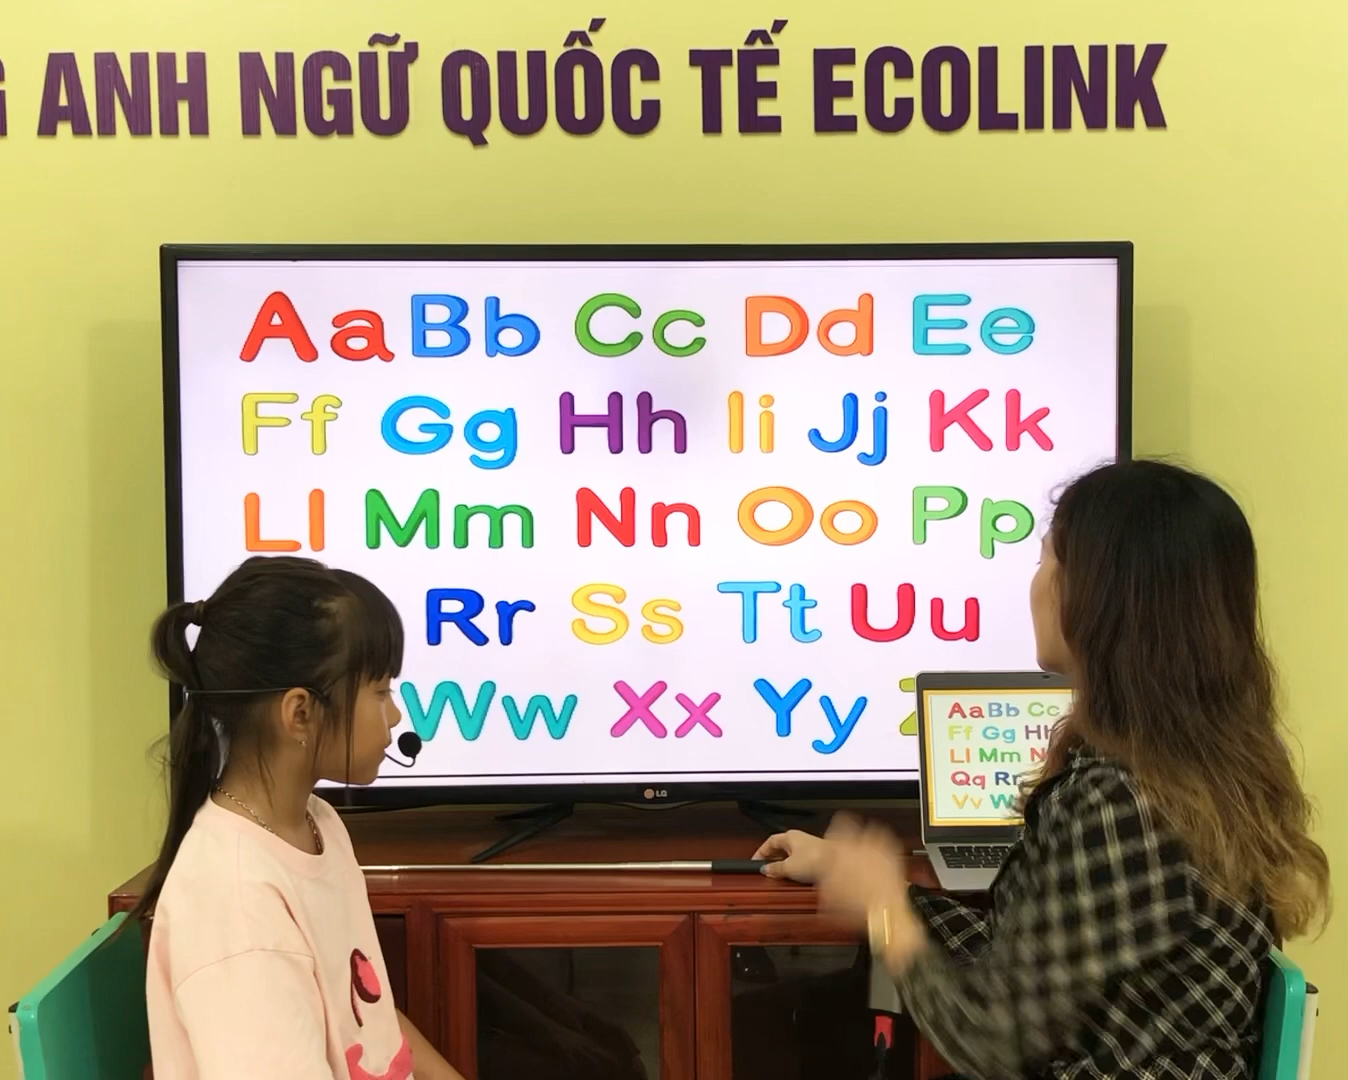 ANH NGỮ QUỐC TẾ ECOLINK
Aa Bb Cc Dd Ee
Ff Gg Hh Ii Jj Kk
Ll Mm Nn Oo Pp
Rr Ss Tt Uu
Ww Xx Yy
LG
Aa Bb Cc
Ff Gg Hh
Ll Mm N
Qq Rr
Vv W